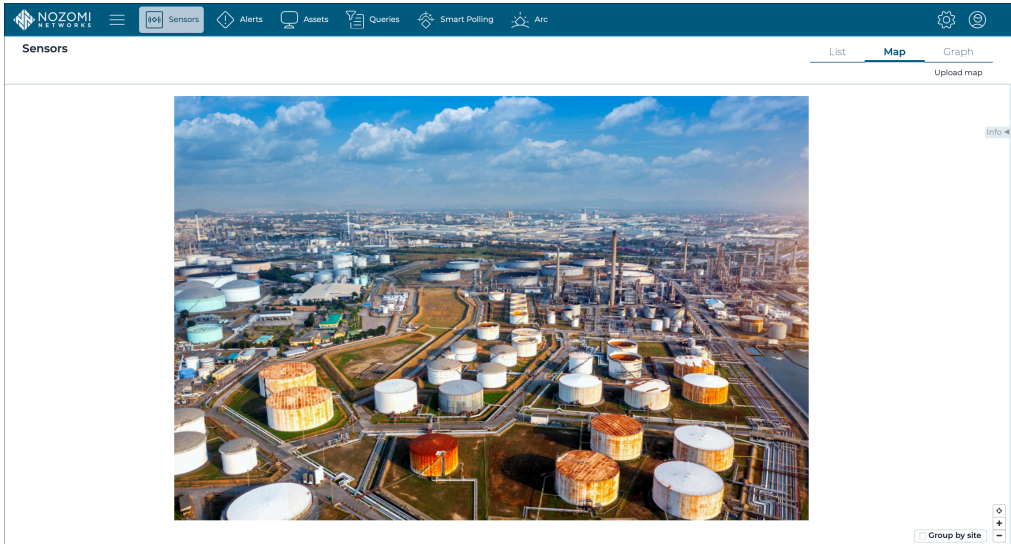 NOZOMI
NETWORKS
Sensors
Alerts
Assets
Queries
Smart Polling
Arc
Sensors
List
Map
Graph
Upload map
Info
Group by site